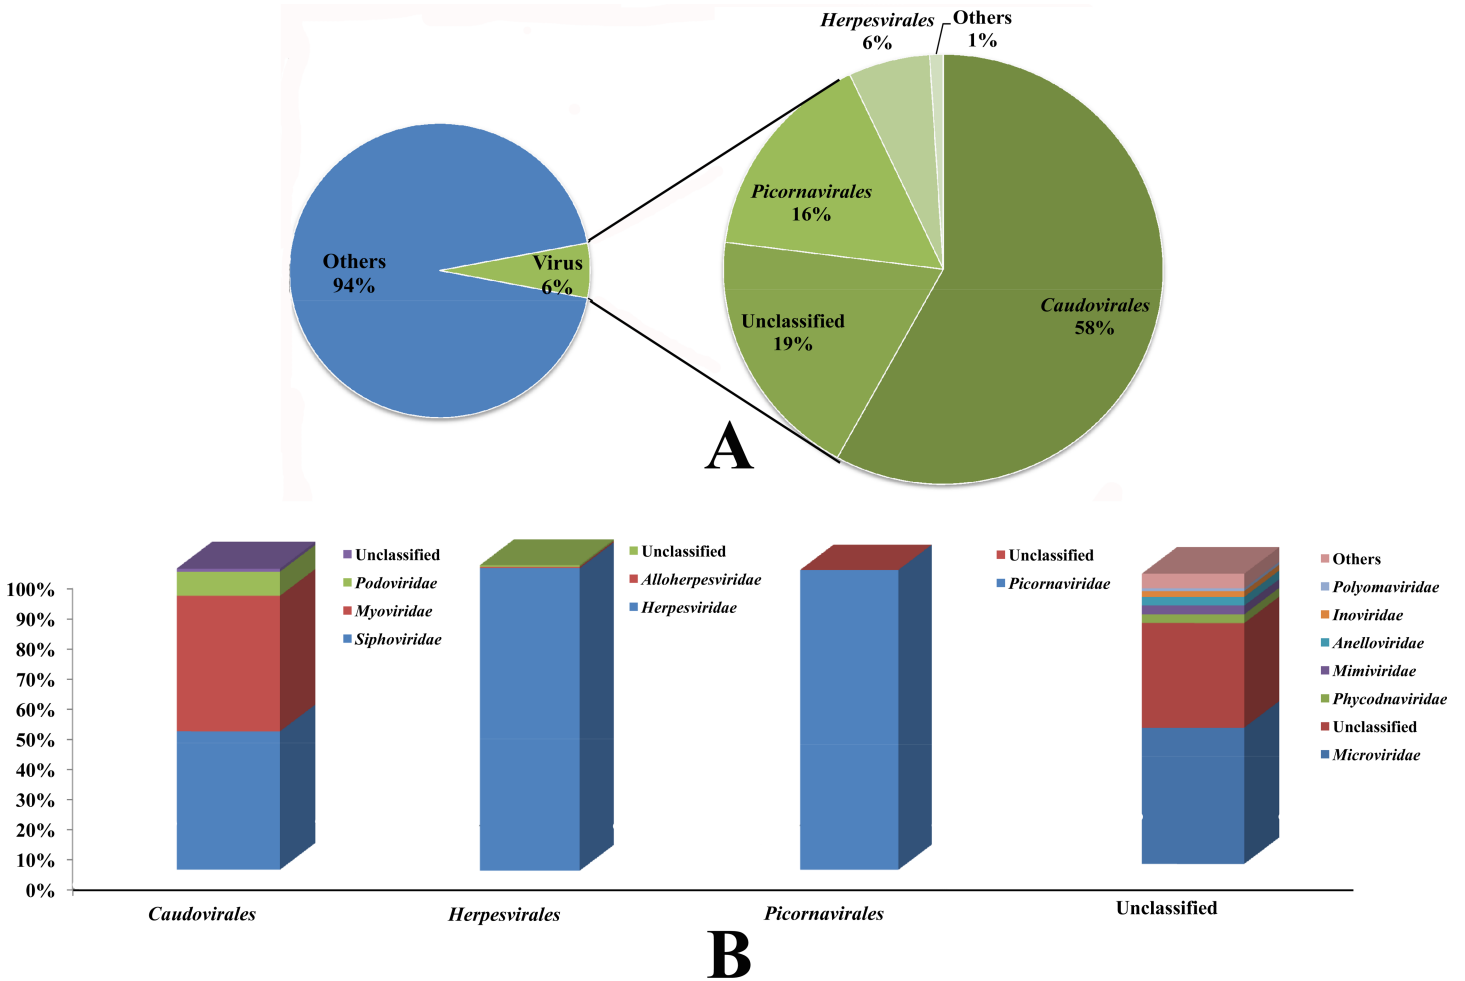 Herpesvirales
6%
Others
1%
Others
94%
Virus
6%
Picornavirales
16%
Unclassified
19%
Caudovirales
58%
A
100%
90%
80%
70%
60%
50%
40%
30%
20%
10%
0%
Unclassified
Podoviridae
Myoviridae
Siphoviridae
Unclassified
Alloherpesviridae
Herpesviridae
Unclassified
Picornaviridae
Others
Polyomaviridae
Inoviridae
Anelloviridae
Mimiviridae
Phycodnaviridae
Unclassified
Microviridae
Caudovirales
Herpesvirales
Picornavirales
Unclassified
B